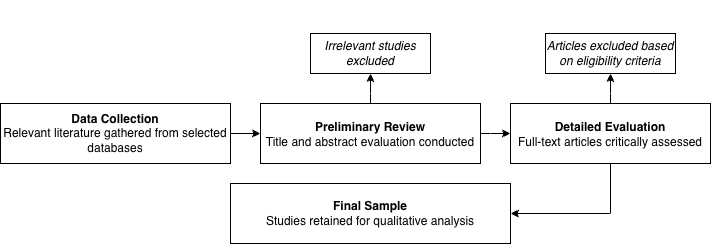 Irrelevant studies
excluded
Articles excluded based
on eligibility criteria
Data Collection
Relevant literature gathered from selected
databases
Preliminary Review
Title and abstract evaluation conducted
Detailed Evaluation
Full-text articles critically assessed
Final Sample
Studies retained for qualitative analysis